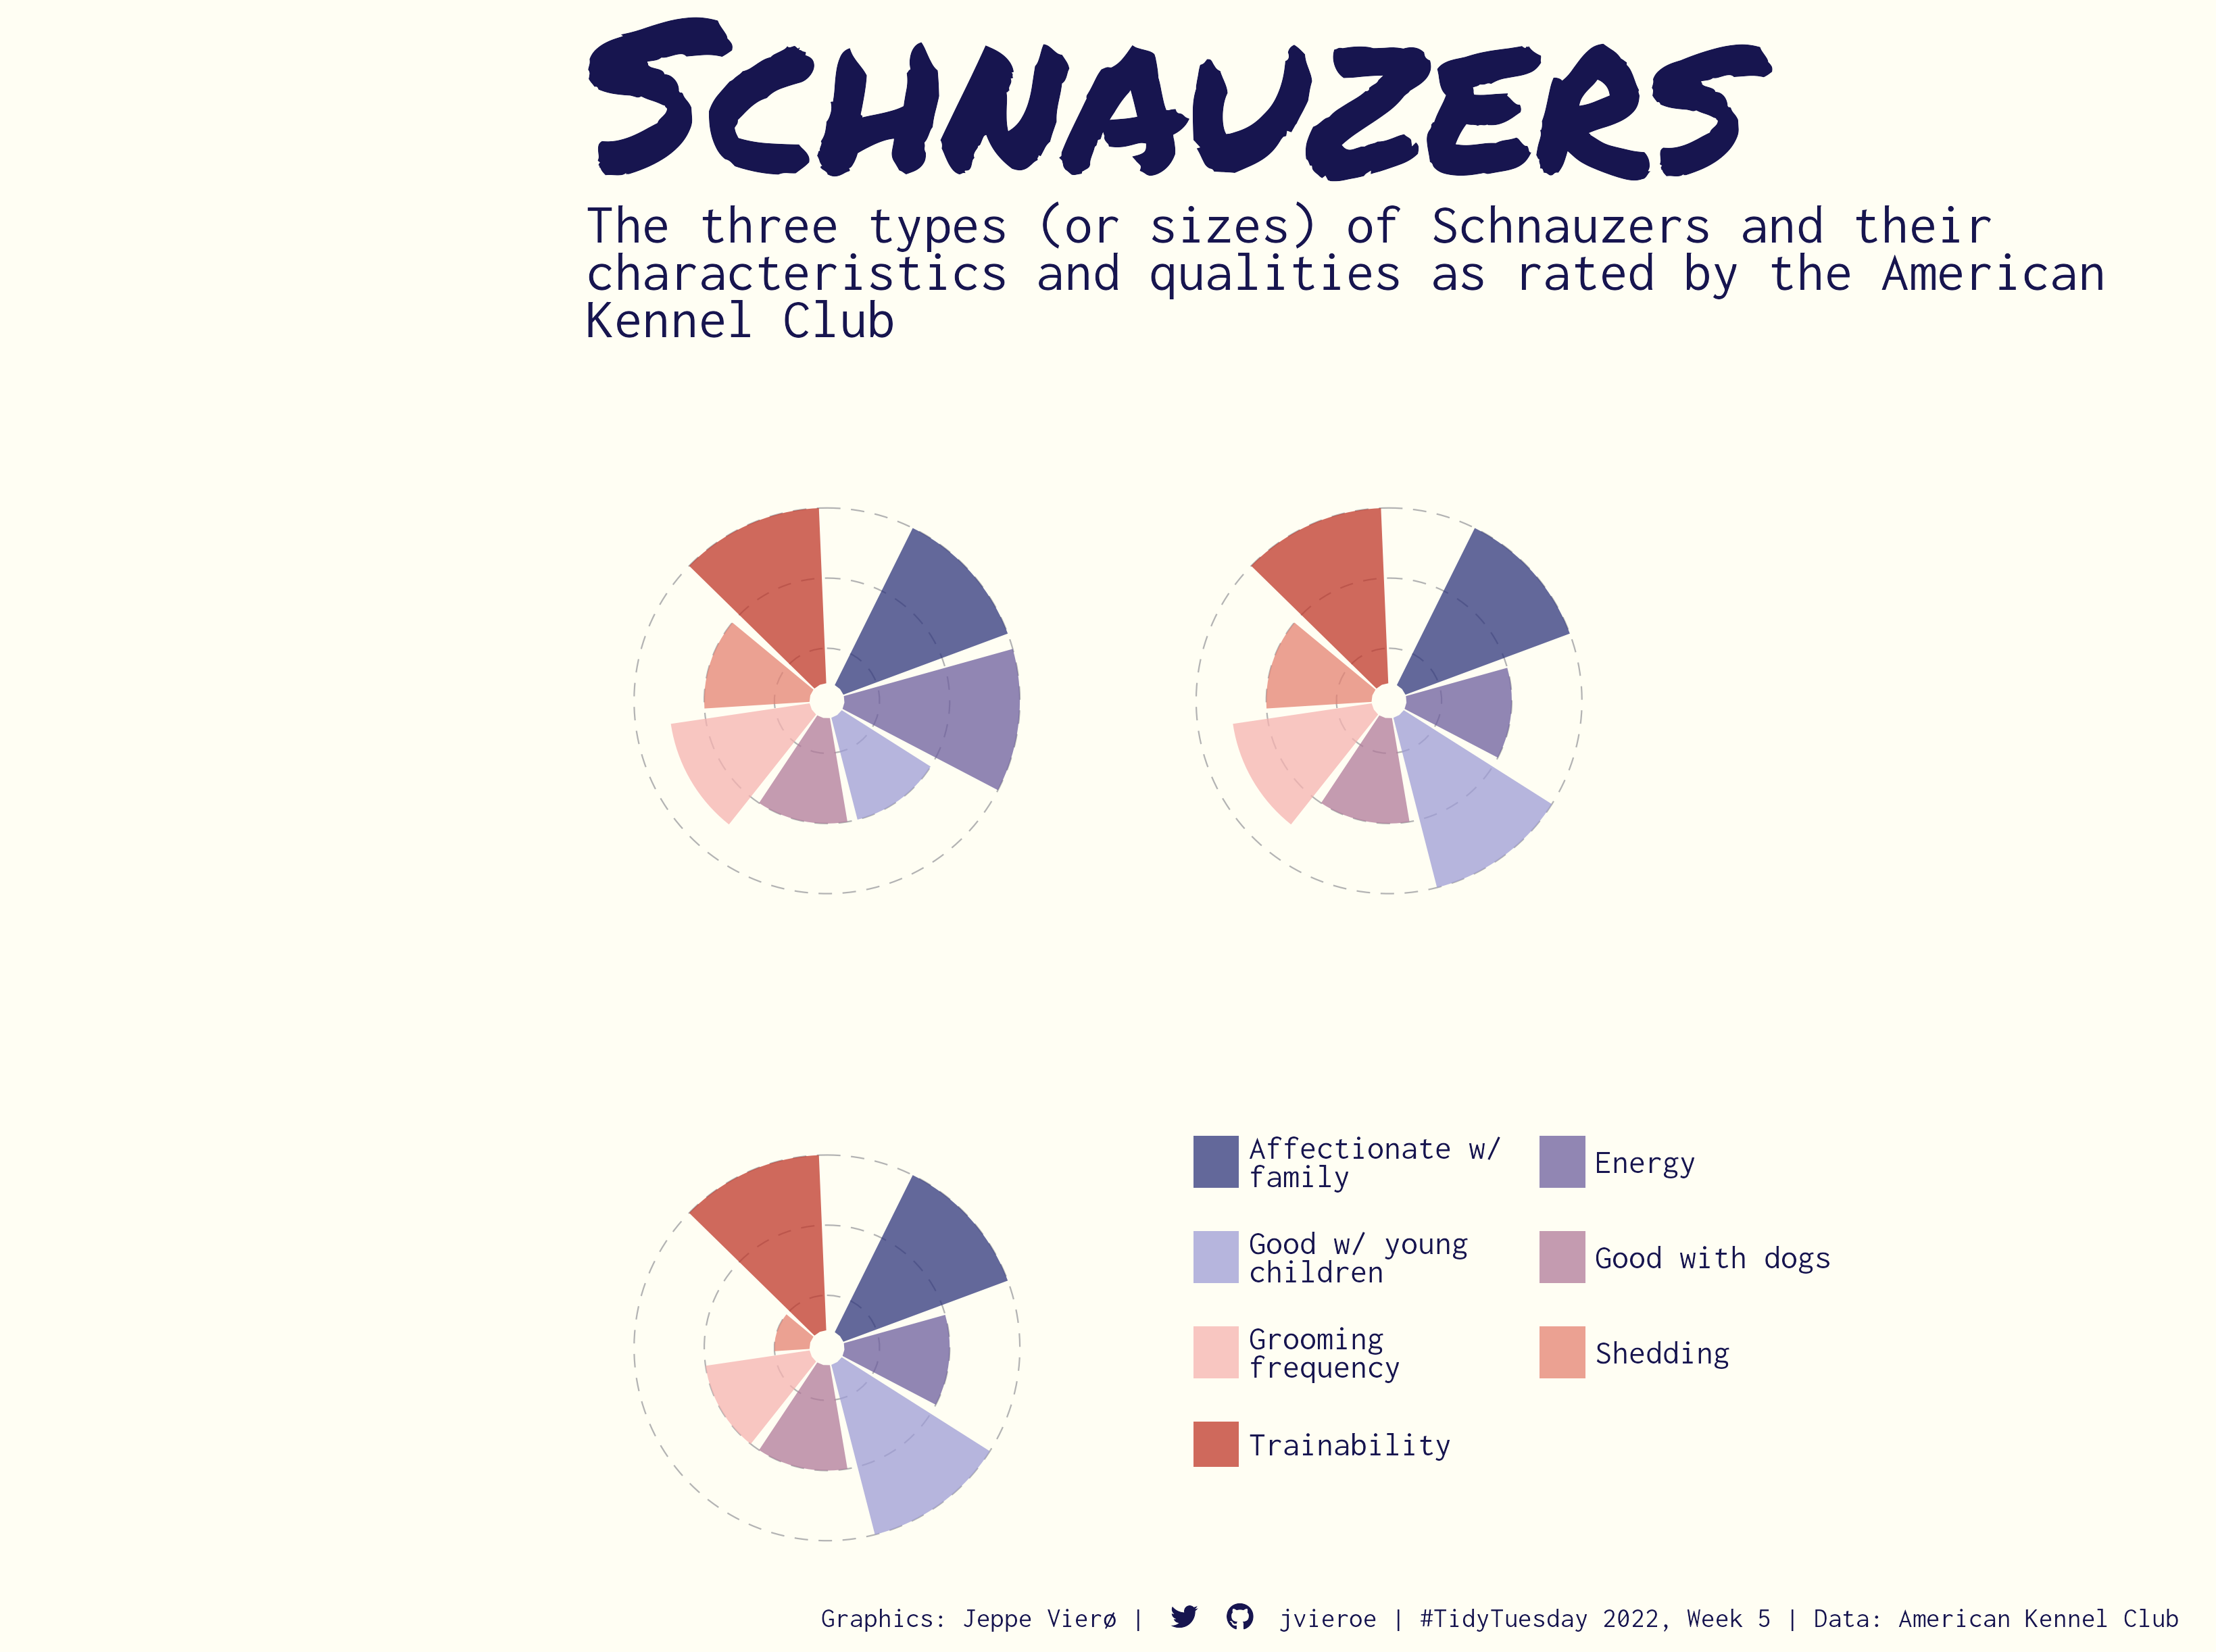 SCHNAUZERS
The three types (or sizes) of Schnauzers and their
characteristics and qualities as rated by the American
Kennel Club
Affectionate w/
family
Energy
Good w/ young
children
Good with dogs
Grooming
frequency
Shedding
Trainability
Graphics: Jeppe Vierø | jvieroe | #TidyTuesday 2022, Week 5 | Data: American Kennel Club